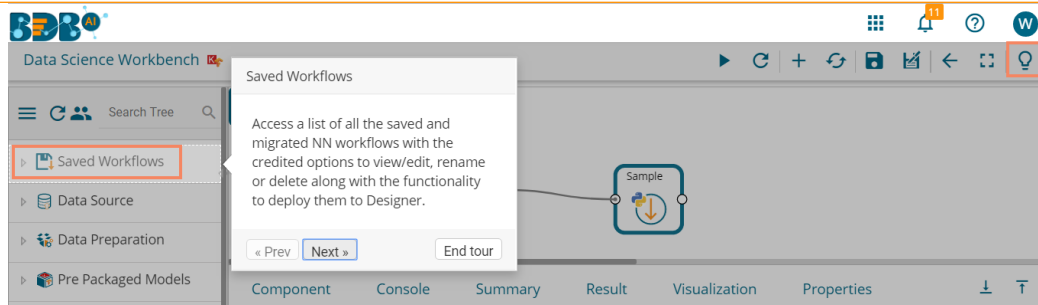 BDB AI
11
W
Data Science Workbench
Search Tree
Saved Workflows
Data Source
Data Preparation
Pre Packaged Models
Saved Workflows
Access a list of all the saved and
migrated NN workflows with the
credited options to view/edit, rename
or delete along with the functionality
to deploy them to Designer.
« Prev Next » End tour
Sample
Component Console Summary Result Visualization Properties